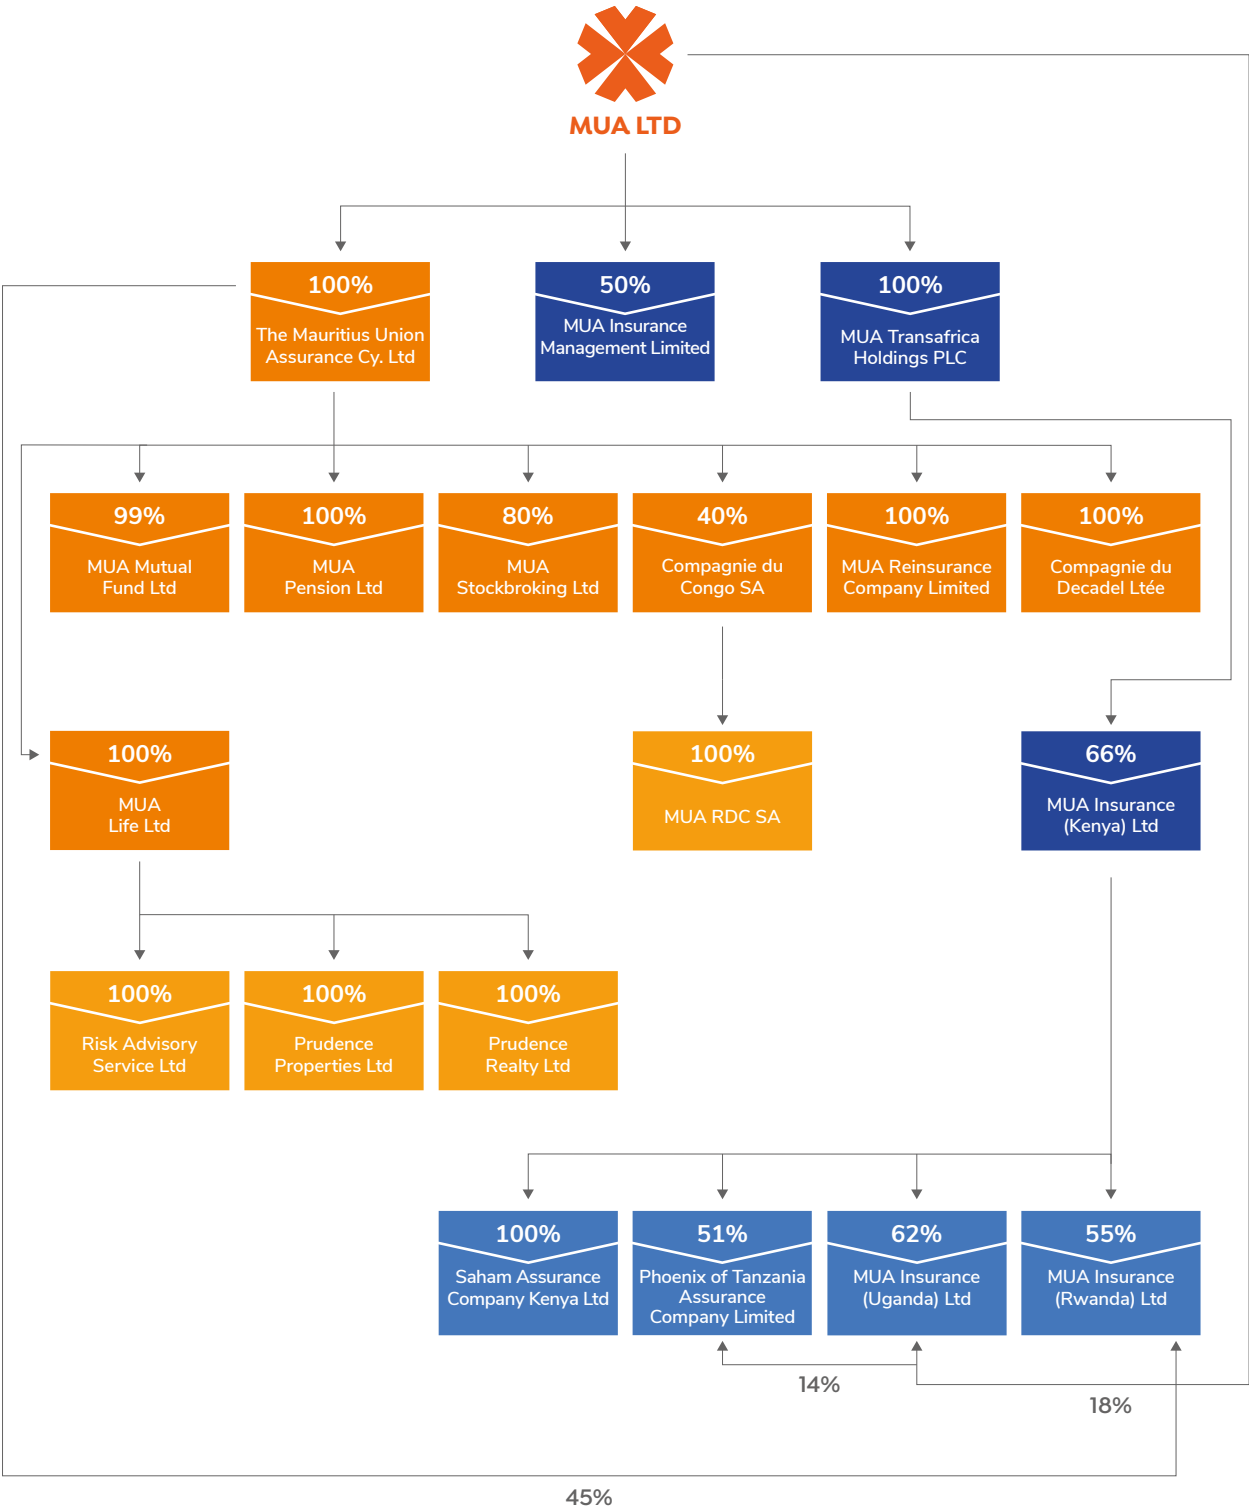 MUA LTD
100%
The Mauritius Union
Assurance Cy. Ltd
50%
MUA Insurance
Management Limited
100%
MUA Transafrica
Holdings PLC
99%
MUA Mutual
Fund Ltd
100%
MUA
Pension Ltd
80%
MUA
Stockbroking Ltd
40%
Compagnie du
Congo SA
100%
MUA Reinsurance
Company Limited
100%
Compagnie du
Decadel Ltée
100%
MUA
Life Ltd
100%
MUA RDC SA
66%
MUA Insurance
(Kenya) Ltd
100%
Risk Advisory
Service Ltd
100%
Prudence
Properties Ltd
100%
Prudence
Realty Ltd
100%
Saham Assurance
Company Kenya Ltd
51%
Phoenix of Tanzania
Assurance
Company Limited
62%
MUA Insurance
(Uganda) Ltd
55%
MUA Insurance
(Rwanda) Ltd
14%
18%
45%